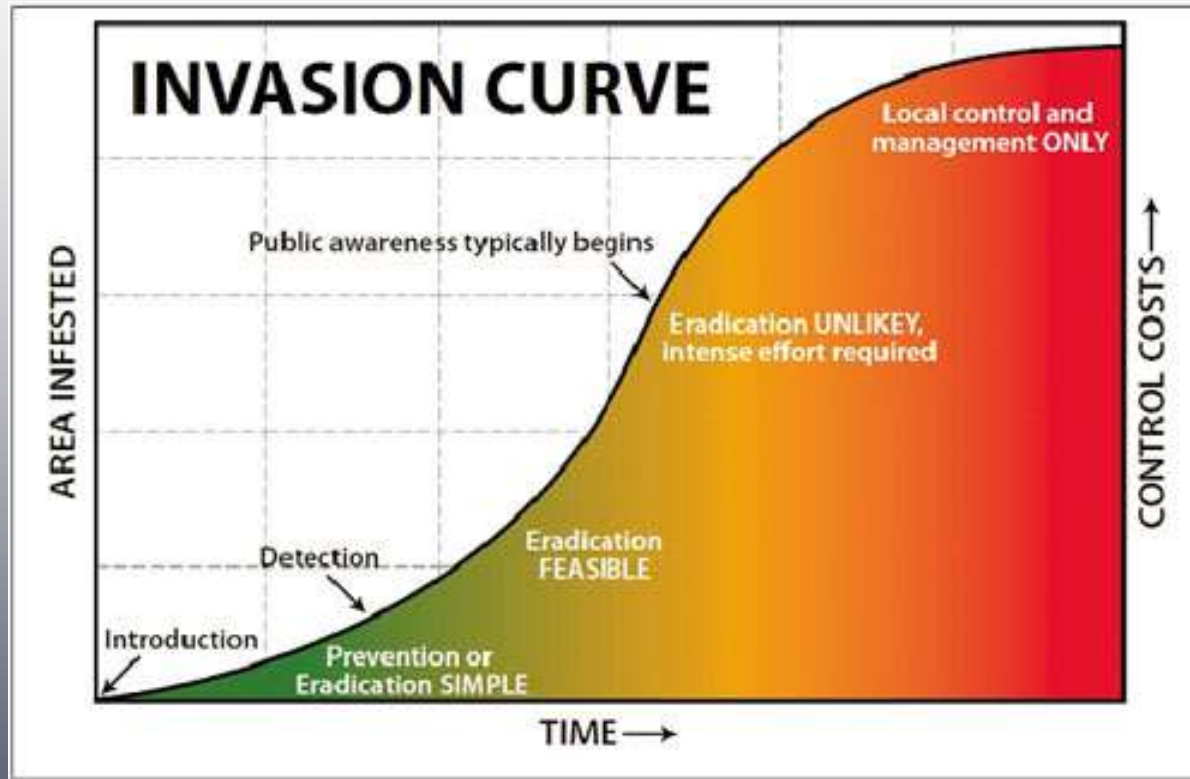 INVASION CURVE
Local control and
management ONLY
Public awareness typically begins
Eradication UNLIKEY,
intense effort required
Eradication
FEASIBLE
Detection
Introduction
Prevention or
Eradication SIMPLE
AREA INFESTED
CONTROL COSTS→
TIME→